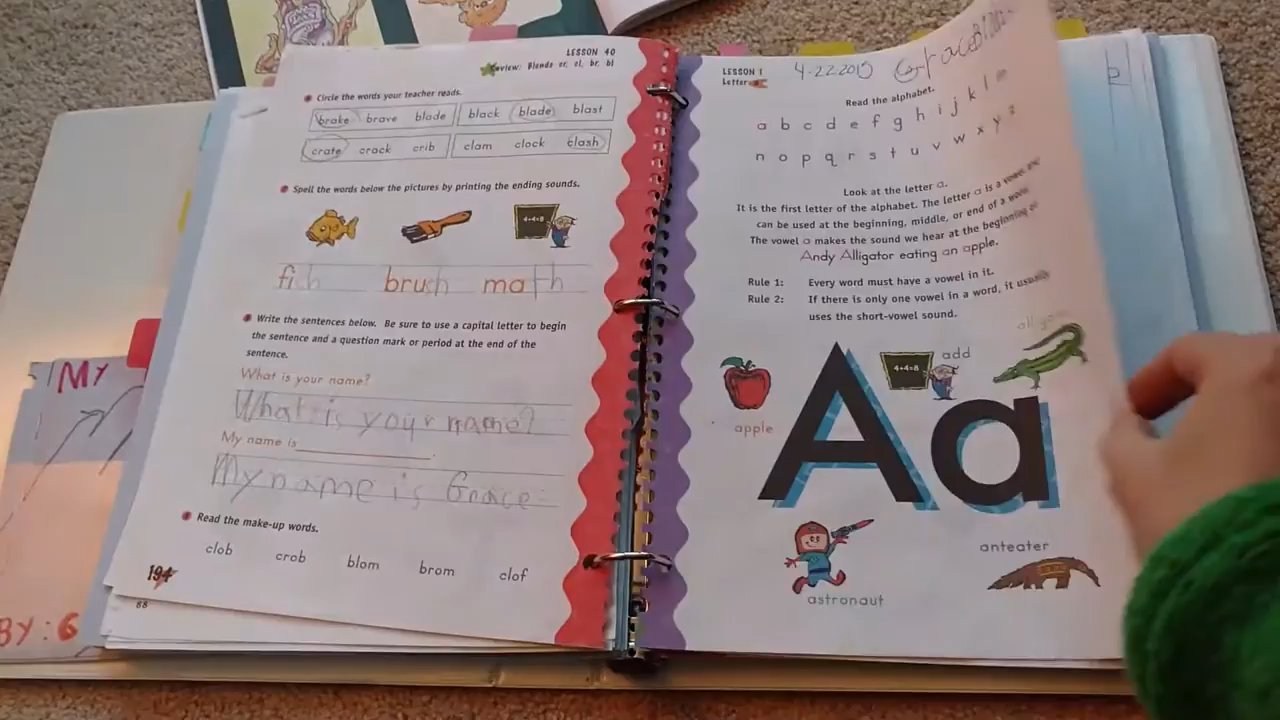 LESSON 40
Review: Blends cr, cl, br, bl
Circle the words your teacher reads.
brake brave blade black blade blast
crate crack crib clam clock clash
Spell the words below the pictures by printing the ending sounds.
4+4=8
fish brush math
Write the sentences below. Be sure to use a capital letter to begin
the sentence and a question mark or period at the end of the
sentence.
What is your name?
What is your name?
My name is
My name is Grace
Read the make-up words.
clob crob blom brom clof
194
88
MY
BY: G
LESSON 1
Letter a
4-22-2015
Grace
Read the alphabet.
a b c d e f g h i j k l m
n o p q r s t u v w x y z
Look at the letter a.
It is the first letter of the alphabet. The letter a is a vowel and
can be used at the beginning, middle, or end of a word.
The vowel a makes the sound we hear at the beginning of
Andy Alligator eating an apple.
Rule 1: Every word must have a vowel in it.
Rule 2: If there is only one vowel in a word, it usually
uses the short-vowel sound.
alligator
add
4+4=8
apple
Aa
anteater
astronaut